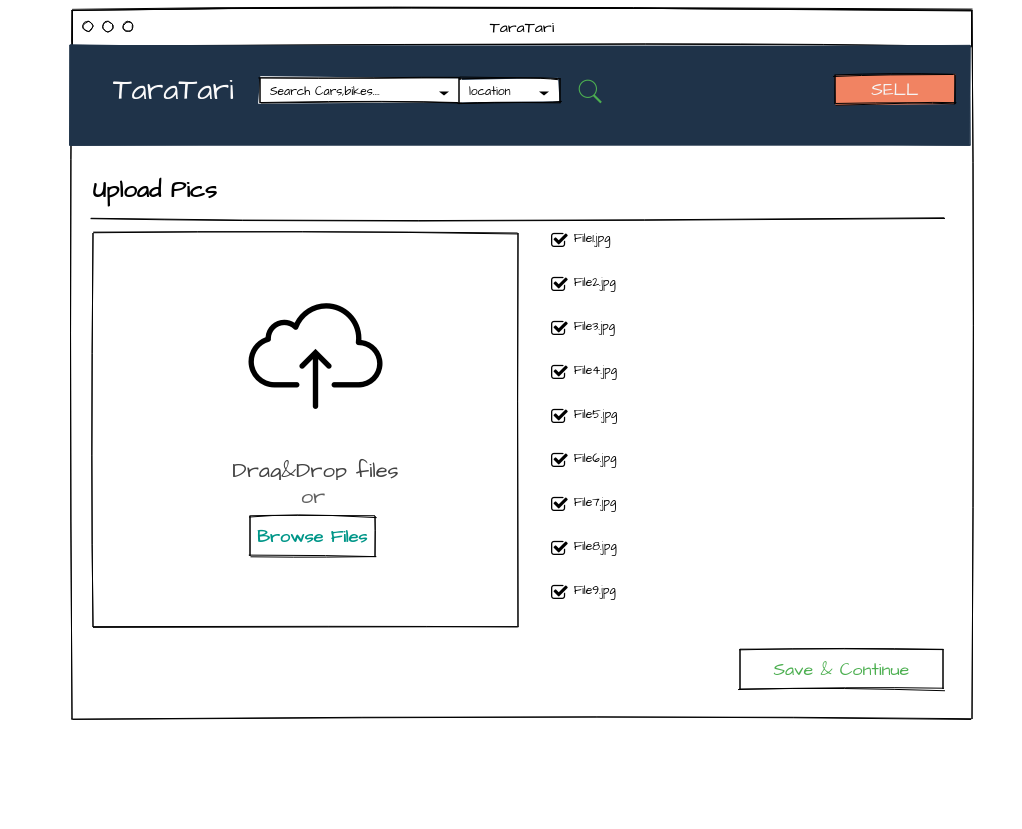 TaraTari
TaraTari
Search Cars,bikes...
location
SELL
Upload Pics
Drag&Drop files
or
Browse Files
File1.jpg
File2.jpg
File3.jpg
File4.jpg
File5.jpg
File6.jpg
File7.jpg
File8.jpg
File9.jpg
Save & Continue